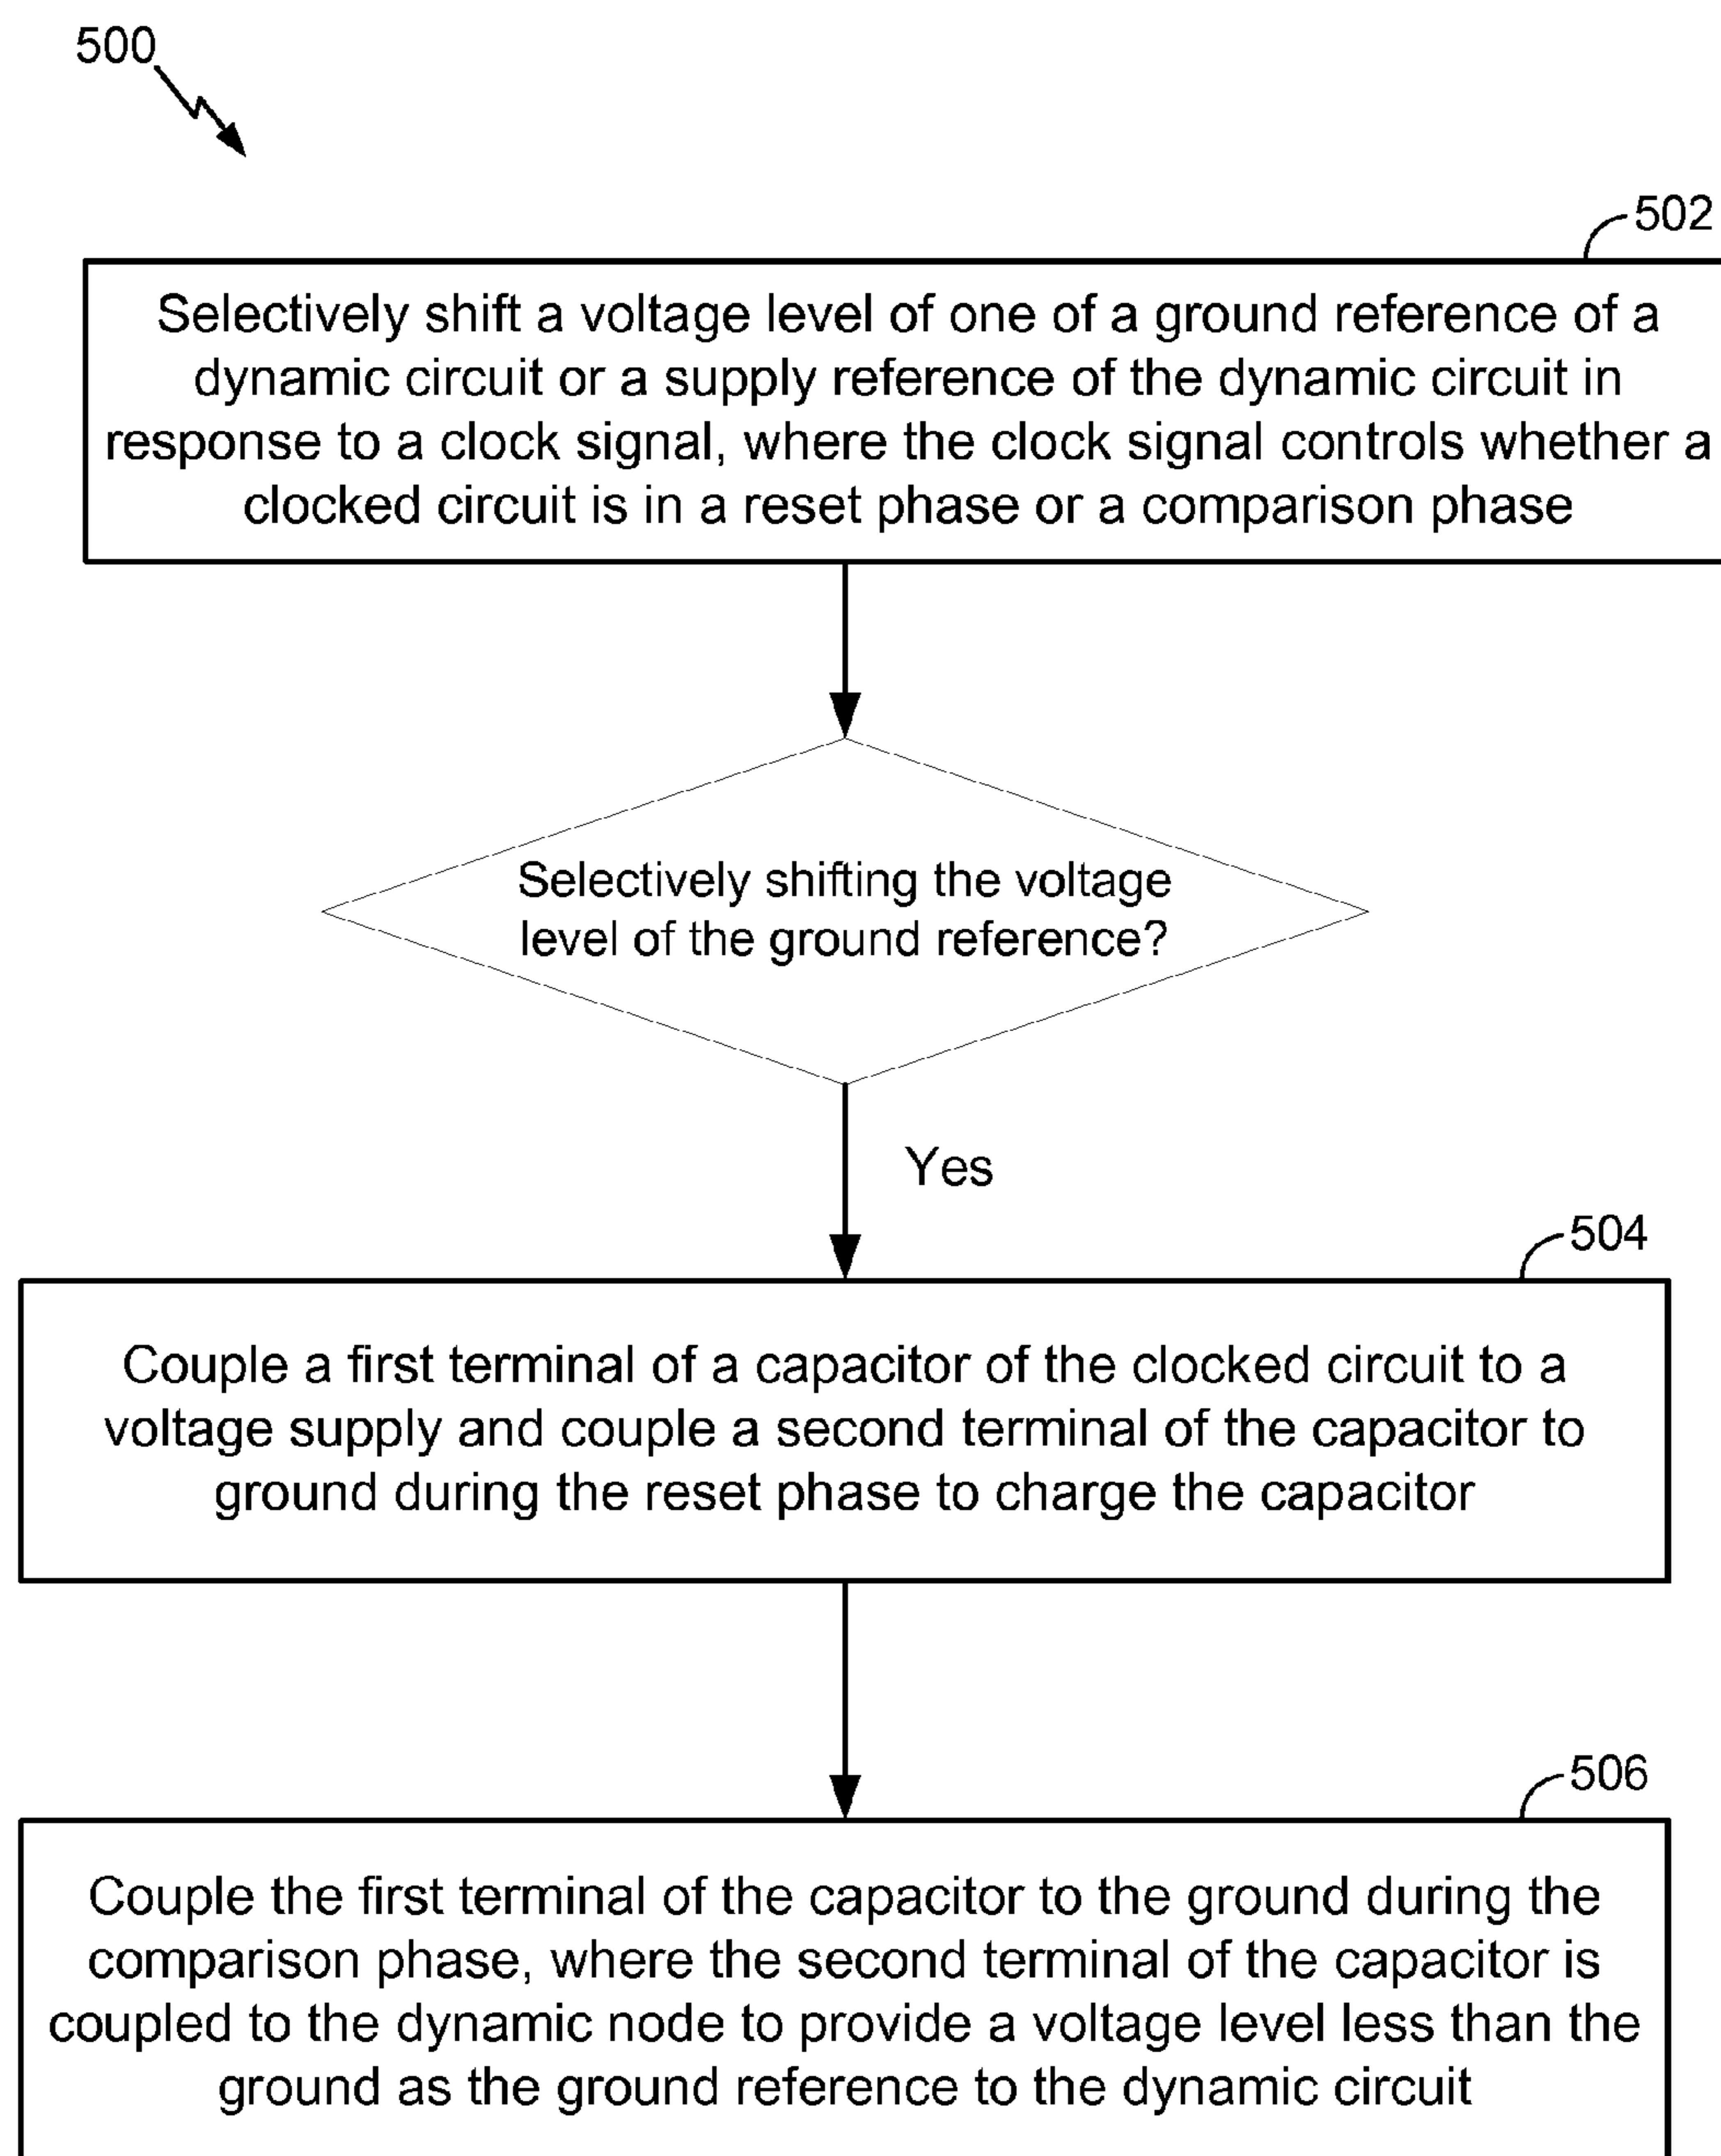 500
502
Selectively shift a voltage level of one of a ground reference of a
dynamic circuit or a supply reference of the dynamic circuit in
response to a clock signal, where the clock signal controls whether a
clocked circuit is in a reset phase or a comparison phase
Selectively shifting the voltage
level of the ground reference?
Yes
504
Couple a first terminal of a capacitor of the clocked circuit to a
voltage supply and couple a second terminal of the capacitor to
ground during the reset phase to charge the capacitor
506
Couple the first terminal of the capacitor to the ground during the
comparison phase, where the second terminal of the capacitor is
coupled to the dynamic node to provide a voltage level less than the
ground as the ground reference to the dynamic circuit